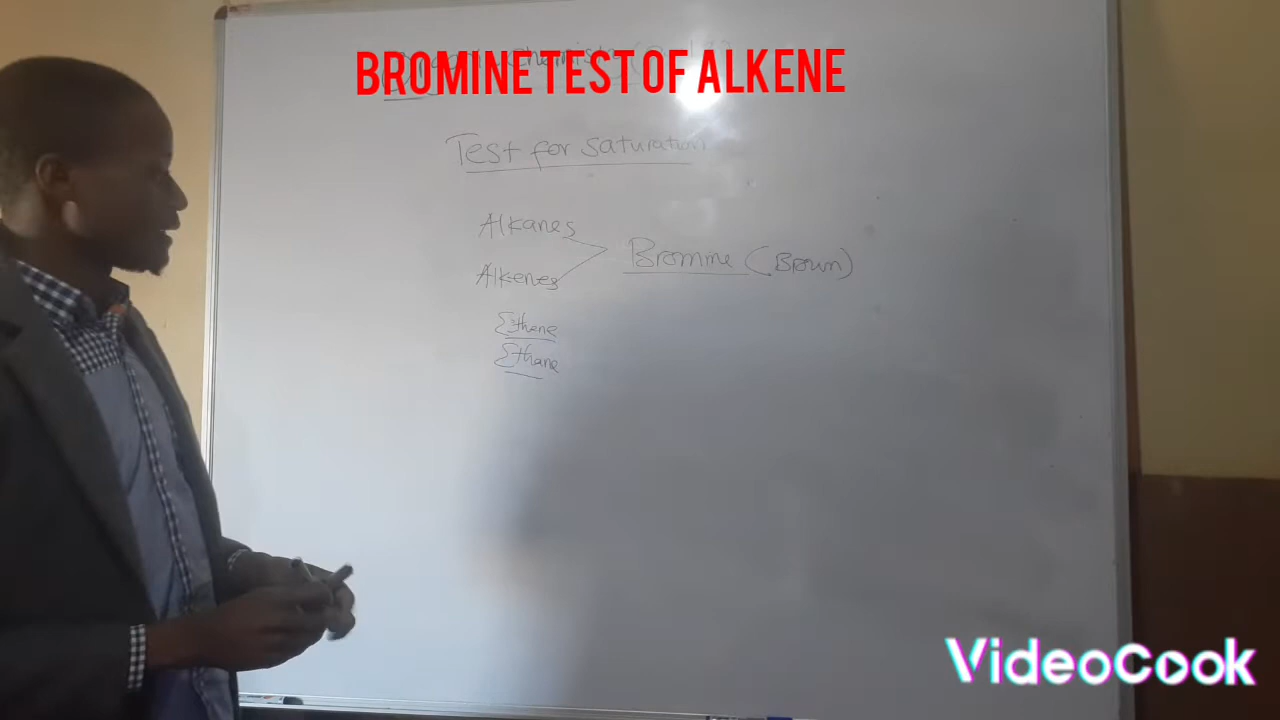 BROMINE TEST OF ALKENE
Test for saturation
Alkanes
Bromine (Brown)
Alkenes
Ethene
Ethane
VideoCook